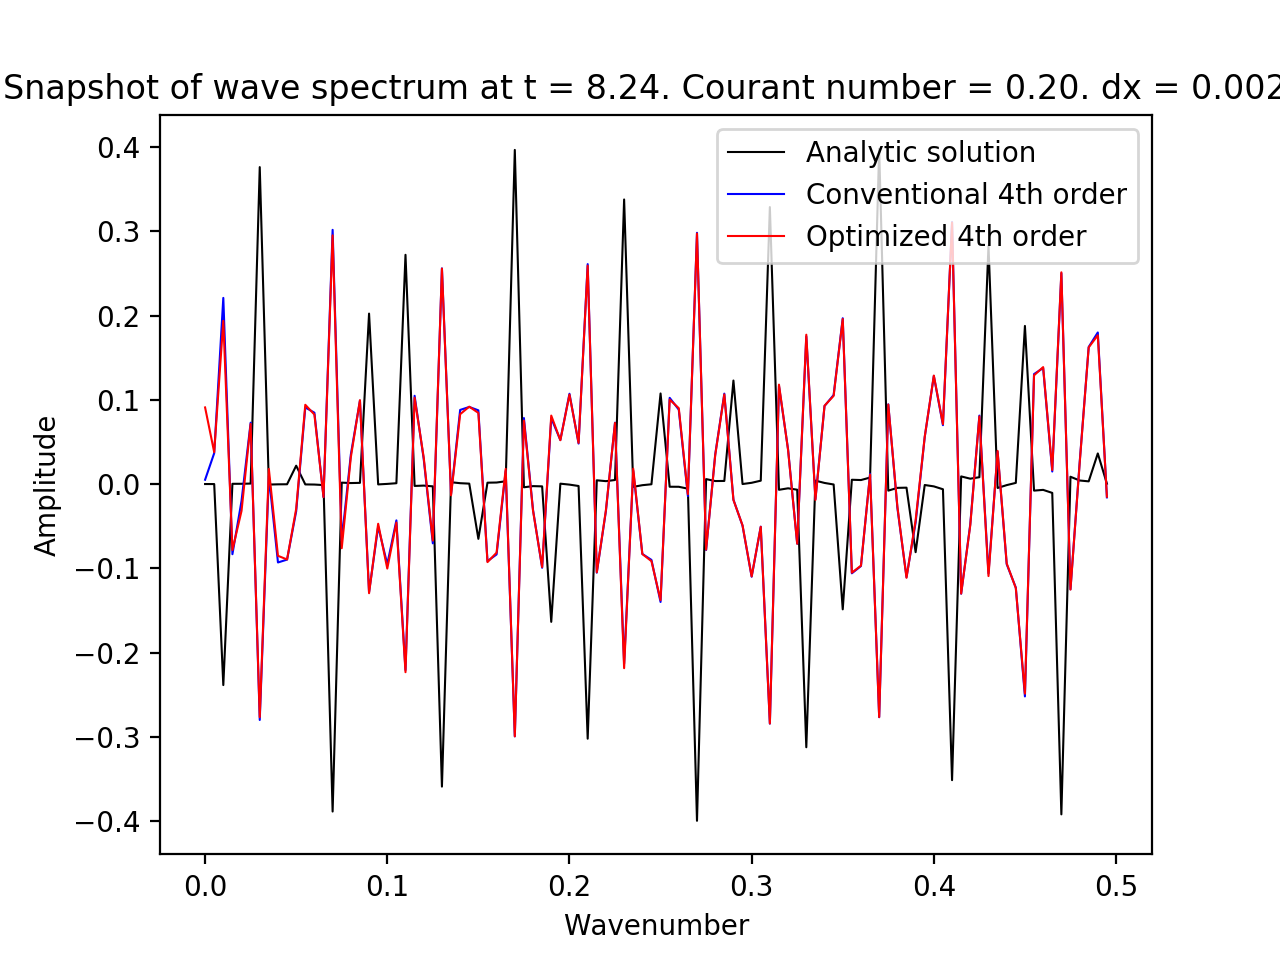 Snapshot of wave spectrum at t = 8.24. Courant number = 0.20. dx = 0.002
Analytic solution
Conventional 4th order
Optimized 4th order
Amplitude
0.4
0.3
0.2
0.1
0.0
−0.1
−0.2
−0.3
−0.4
0.0 0.1 0.2 0.3 0.4 0.5
Wavenumber